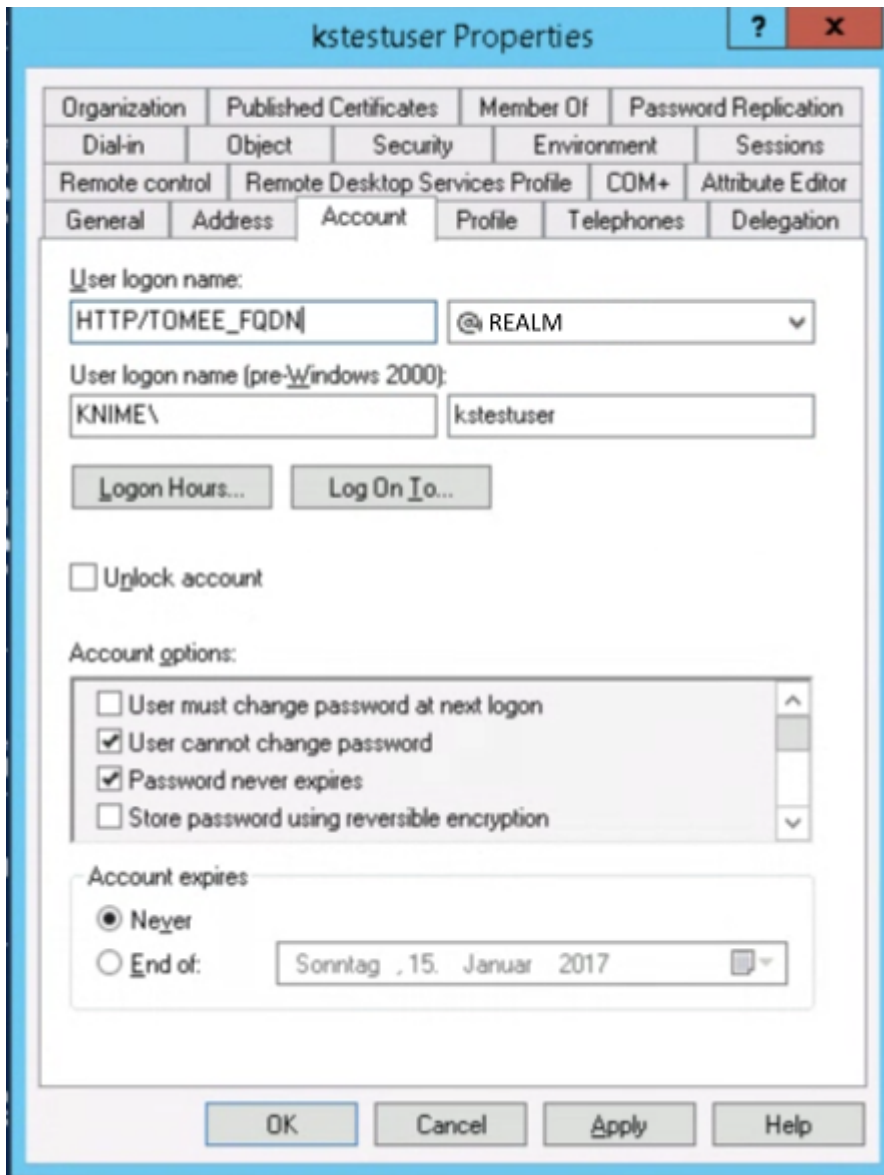 kstestuser Properties ? x
Organization Published Certificates Member Of Password Replication
Dial-in Object Security Environment Sessions
Remote control Remote Desktop Services Profile COM+ Attribute Editor
General Address Account Profile Telephones Delegation
User logon name:
HTTP/TOMEE_FQDN @ REALM
User logon name (pre-Windows 2000):
KNIME\ kstestuser
Logon Hours... Log On To...
Unlock account
Account options:
User must change password at next logon
User cannot change password
Password never expires
Store password using reversible encryption
Account expires
Never
End of: Sonntag , 15. Januar 2017
OK Cancel Apply Help